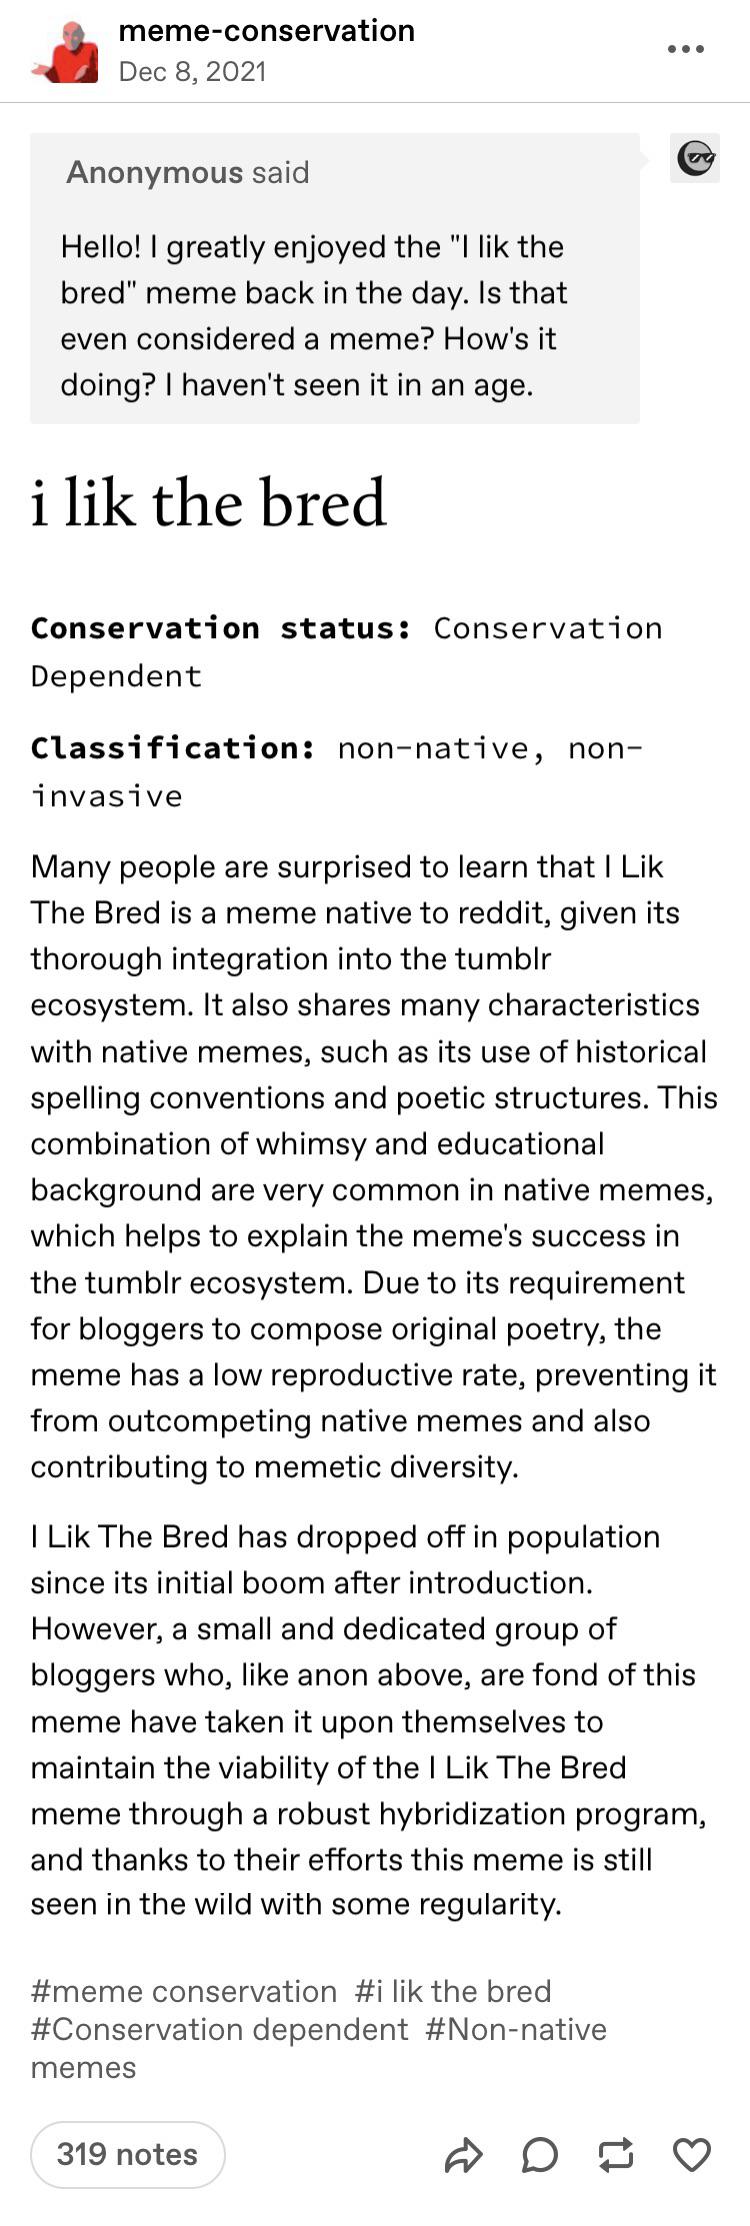 meme-conservation
Dec 8, 2021
Anonymous said
Hello! I greatly enjoyed the "I lik the
bred" meme back in the day. Is that
even considered a meme? How's it
doing? I haven't seen it in an age.
i lik the bred
Conservation status: Conservation
Dependent
Classification: non-native, non-
invasive
Many people are surprised to learn that I Lik
The Bred is a meme native to reddit, given its
thorough integration into the tumblr
ecosystem. It also shares many characteristics
with native memes, such as its use of historical
spelling conventions and poetic structures. This
combination of whimsy and educational
background are very common in native memes,
which helps to explain the meme's success in
the tumblr ecosystem. Due to its requirement
for bloggers to compose original poetry, the
meme has a low reproductive rate, preventing it
from outcompeting native memes and also
contributing to memetic diversity.
I Lik The Bred has dropped off in population
since its initial boom after introduction.
However, a small and dedicated group of
bloggers who, like anon above, are fond of this
meme have taken it upon themselves to
maintain the viability of the I Lik The Bred
meme through a robust hybridization program,
and thanks to their efforts this meme is still
seen in the wild with some regularity.
#meme conservation #i lik the bred
#Conservation dependent #Non-native
memes
319 notes